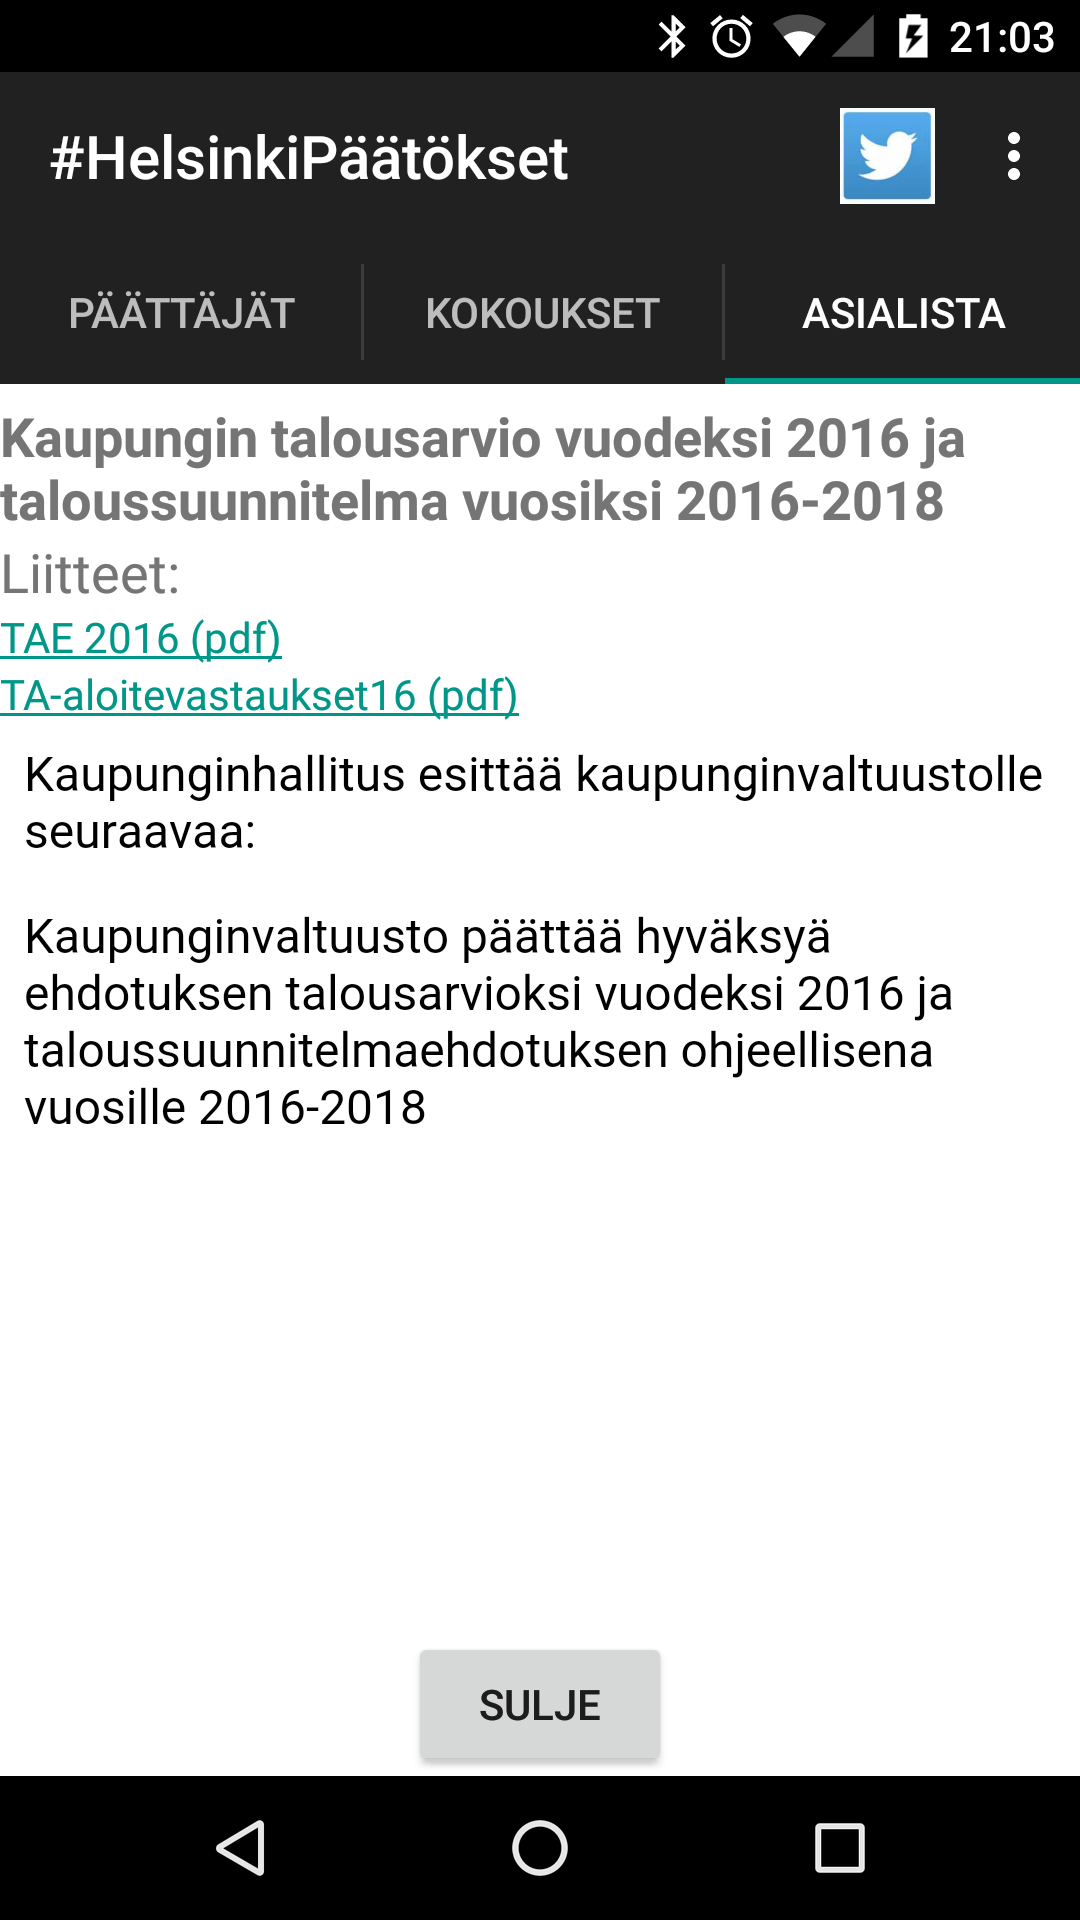 21:03
#HelsinkiPäätökset
PÄÄTTÄJÄT
KOKOUKSET
ASIALISTA
Kaupungin talousarvio vuodeksi 2016 ja
taloussuunnitelma vuosiksi 2016-2018
Liitteet:
TAE 2016 (pdf)
TA-aloitevastaukset16 (pdf)
Kaupunginhallitus esittää kaupunginvaltuustolle
seuraavaa:
Kaupunginvaltuusto päättää hyväksyä
ehdotuksen talousarvioksi vuodeksi 2016 ja
taloussuunnitelmaehdotuksen ohjeellisena
vuosille 2016-2018
SULJE